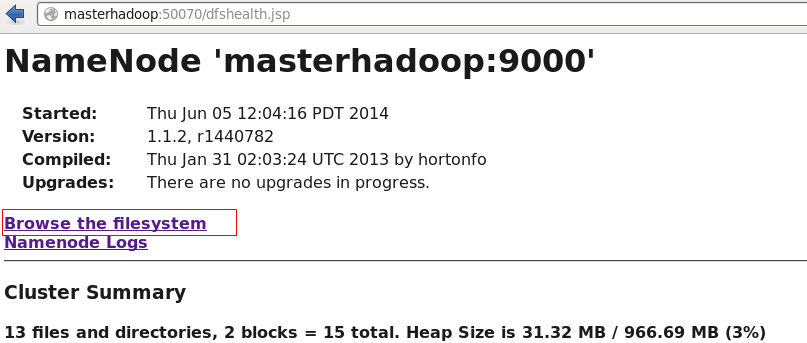 masterhadoop:50070/dfshealth.jsp
NameNode 'masterhadoop:9000'
Started: Thu Jun 05 12:04:16 PDT 2014
Version: 1.1.2, r1440782
Compiled: Thu Jan 31 02:03:24 UTC 2013 by hortonfo
Upgrades: There are no upgrades in progress.
Browse the filesystem
Namenode Logs
Cluster Summary
13 files and directories, 2 blocks = 15 total. Heap Size is 31.32 MB / 966.69 MB (3%)